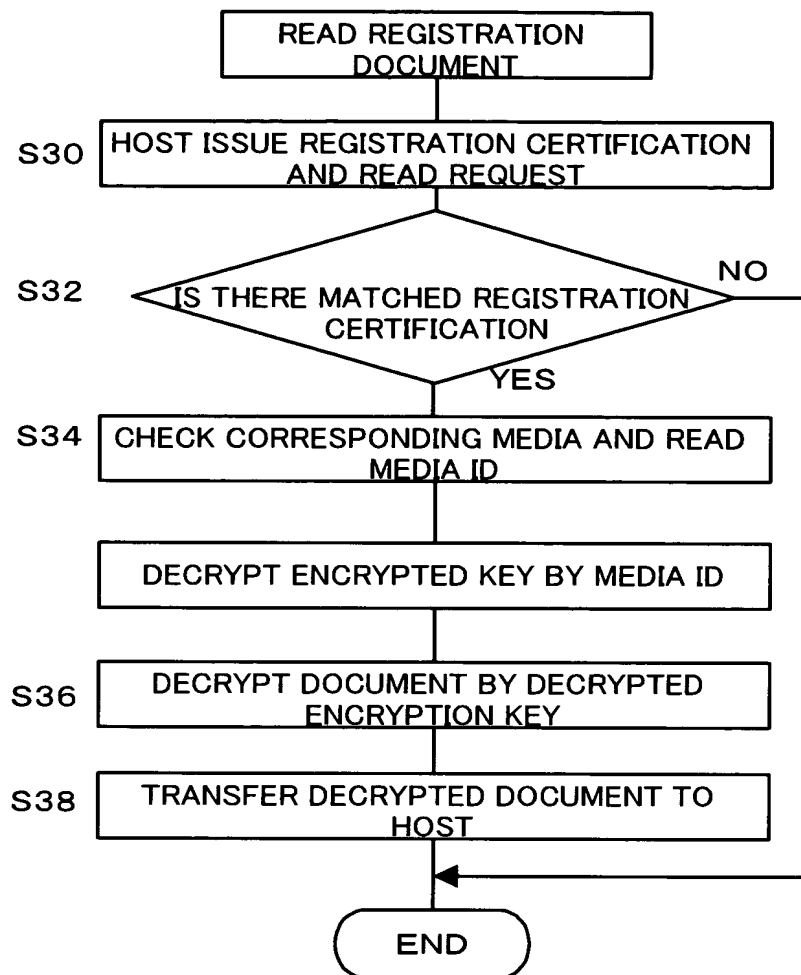 READ REGISTRATION
DOCUMENT
S30
HOST ISSUE REGISTRATION CERTIFICATION
AND READ REQUEST
S32
NO
IS THERE MATCHED REGISTRATION
CERTIFICATION
YES
S34
CHECK CORRESPONDING MEDIA AND READ
MEDIA ID
DECRYPT ENCRYPTED KEY BY MEDIA ID
S36
DECRYPT DOCUMENT BY DECRYPTED
ENCRYPTION KEY
S38
TRANSFER DECRYPTED DOCUMENT TO
HOST
END